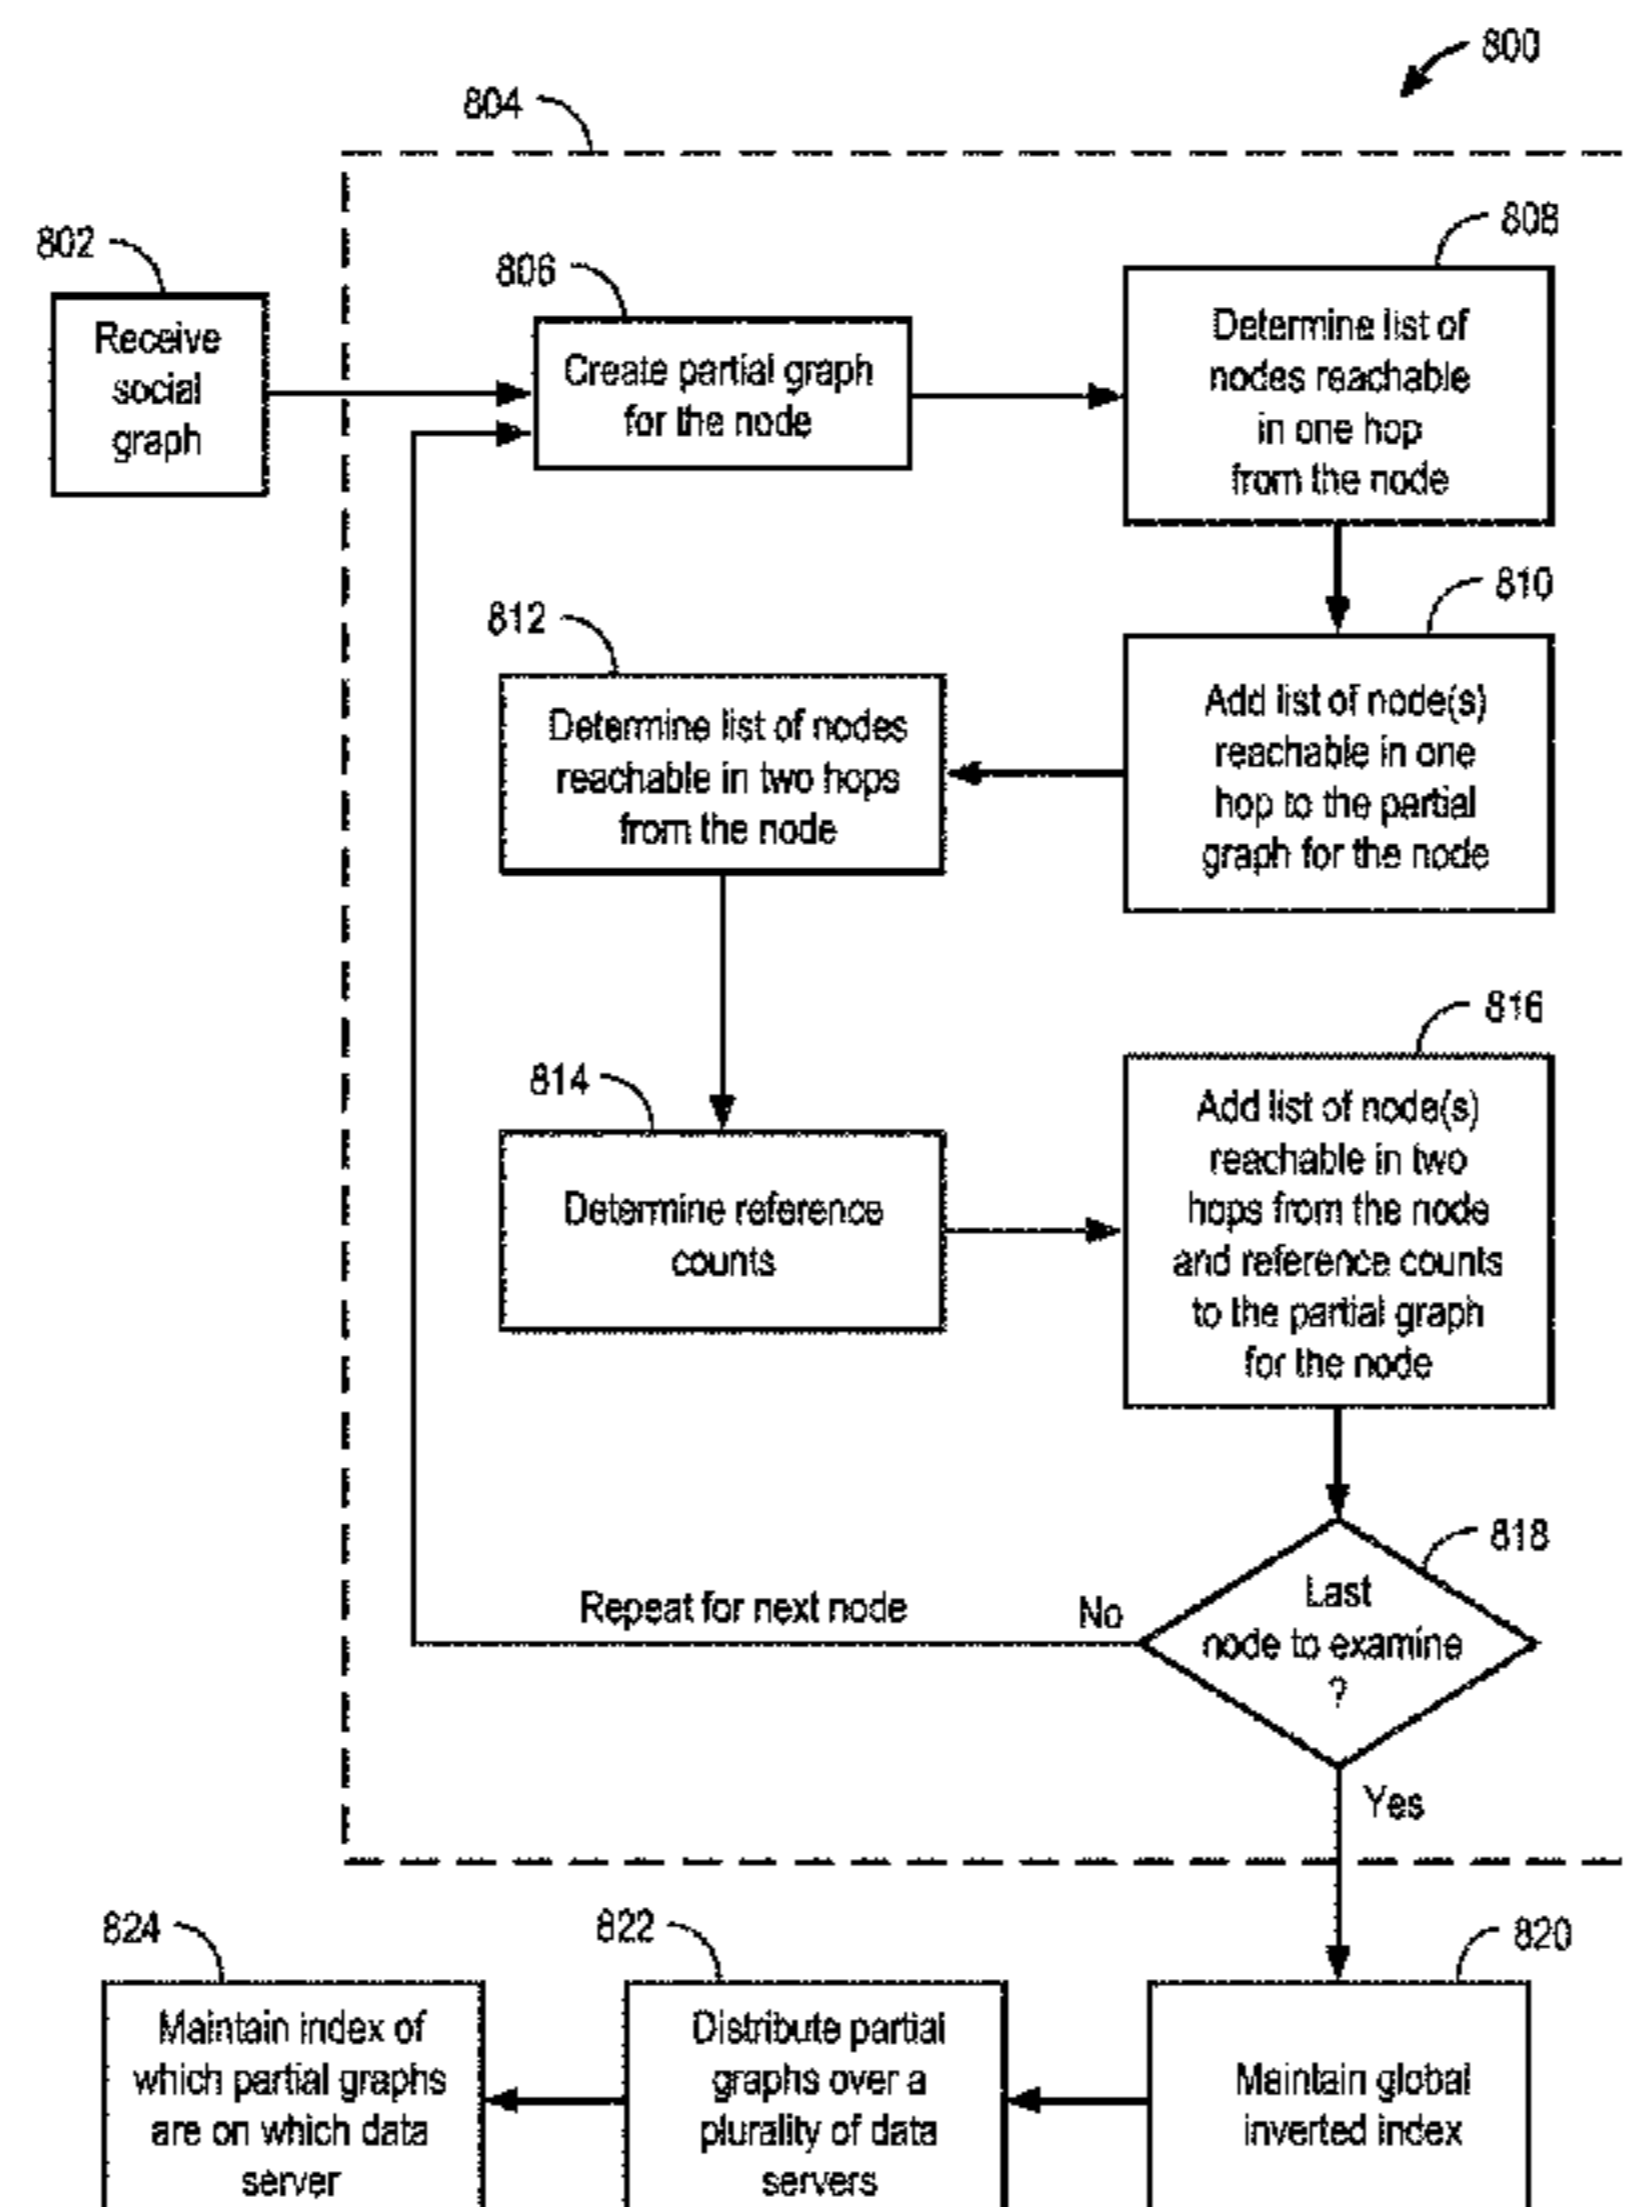 800
804
802
Receive
social
graph
806
Create partial graph
for the node
808
Determine list of
nodes reachable
in one hop
from the node
810
Add list of node(s)
reachable in one
hop to the partial
graph for the node
812
Determine list of nodes
reachable in two hops
from the node
814
Determine reference
counts
816
Add list of node(s)
reachable in two
hops from the node
and reference counts
to the partial graph
for the node
818
Last
node to examine
?
No
Repeat for next node
Yes
820
Maintain global
inverted index
822
Distribute partial
graphs over a
plurality of data
servers
824
Maintain index of
which partial graphs
are on which data
server